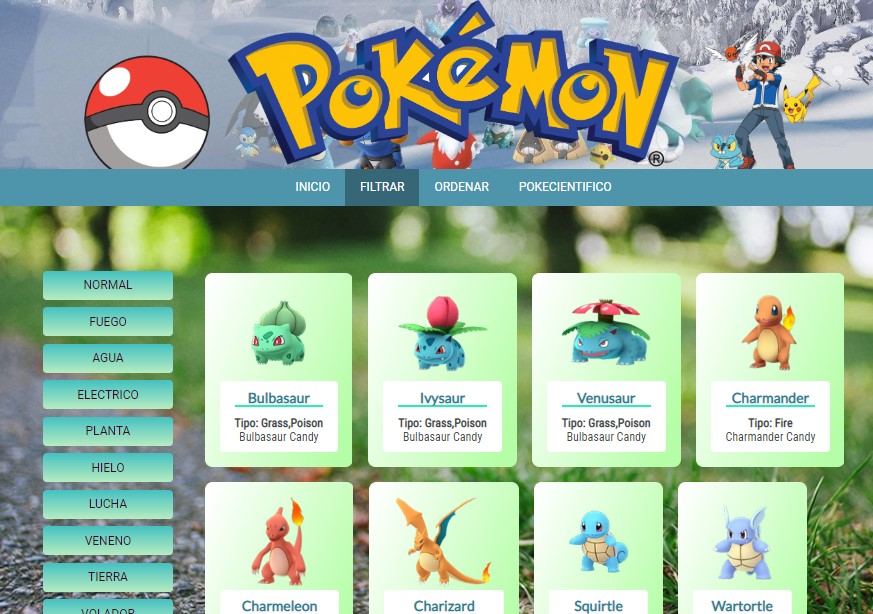 POKÉMON
®
INICIO
FILTRAR
ORDENAR
POKECIENTIFICO
NORMAL
FUEGO
AGUA
ELECTRICO
PLANTA
HIELO
LUCHA
VENENO
TIERRA
VOLADOR
Bulbasaur
Tipo: Grass,Poison
Bulbasaur Candy
Ivysaur
Tipo: Grass,Poison
Bulbasaur Candy
Venusaur
Tipo: Grass,Poison
Bulbasaur Candy
Charmander
Tipo: Fire
Charmander Candy
Charmeleon
Charizard
Squirtle
Wartortle